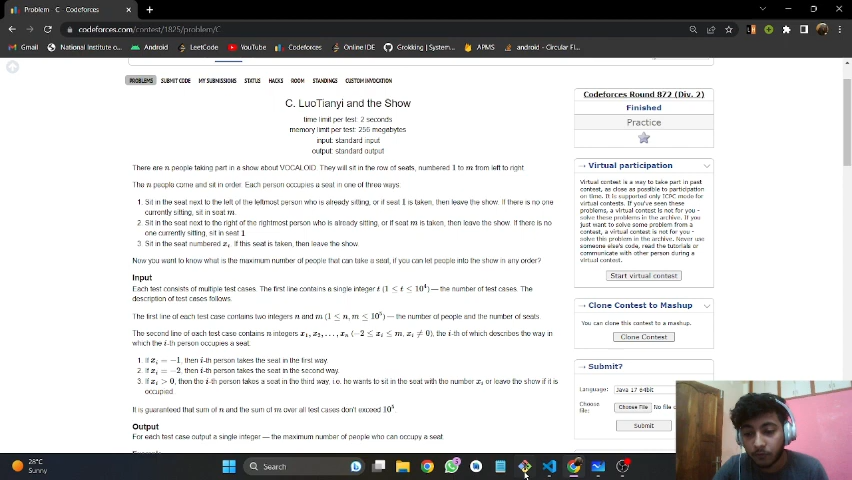 Problem - C - Codeforces
codeforces.com/contest/1825/problem/C
Gmail National Institute o... Android LeetCode YouTube Codeforces Online IDE Grokking - System... APMS android - Circular Fl...
PROBLEMS SUBMIT CODE MY SUBMISSIONS STATUS HACKS ROOM STANDINGS CUSTOM INVOCATION
C. LuoTianyi and the Show
time limit per test: 2 seconds
memory limit per test: 256 megabytes
input: standard input
output: standard output
There are n people taking part in a show about VOCALOID. They will sit in the row of seats, numbered 1 to m from left to right.
The n people come and sit in order. Each person occupies a seat in one of three ways:
1. Sit in the seat next to the left of the leftmost person who is already sitting, or if seat 1 is taken, then leave the show. If there is no
one currently sitting, sit in seat m.
2. Sit in the seat next to the right of the rightmost person who is already sitting, or if seat m is taken, then leave the show. If there is no
one currently sitting, sit in seat 1.
3. Sit in the seat numbered xᵢ. If this seat is taken, then leave the show.
Now you want to know what is the maximum number of people that can take a seat, if you can let people into the show in any order?
Input
Each test consists of multiple test cases. The first line contains a single integer t (1 ≤ t ≤ 10⁴) — the number of test cases. The
description of test cases follows.
The first line of each test case contains two integers n and m (1 ≤ n, m ≤ 10⁵) — the number of people and the number of seats.
The second line of each test case contains n integers x₁, x₂, . . . , xₙ (−2 ≤ xᵢ ≤ m, xᵢ ≠ 0), the i-th of which describes the way in
which the i-th person occupies a seat:
1. If xᵢ = −1, then i-th person takes the seat in the first way.
2. If xᵢ = −2, then i-th person takes the seat in the second way.
3. If xᵢ > 0, then the i-th person takes a seat in the third way, i.e. he wants to sit in the seat with the number xᵢ or leave the show if it is
occupied.
It is guaranteed that sum of n and the sum of m over all test cases don't exceed 10⁵.
Output
For each test case output a single integer — the maximum number of people who can occupy a seat.
Codeforces Round 872 (Div. 2)
Finished
Practice
→ Virtual participation
Virtual contest is a way to take part in past
contest, as close as possible to participation
on time. It is supported only ICPC mode for
virtual contests. If you've seen these
problems, a virtual contest is not for you -
solve these problems in the archive. If you
just want to solve some problem from a
contest, a virtual contest is not for you -
solve this problem in the archive. Never use
someone else's code, read the tutorials or
communicate with other person during a
virtual contest.
Start virtual contest
→ Clone Contest to Mashup
You can clone this contest to a mashup.
Clone Contest
→ Submit?
Language: Java 17 64bit
Choose
file: Choose File No file
Submit
28°C
Sunny
Search